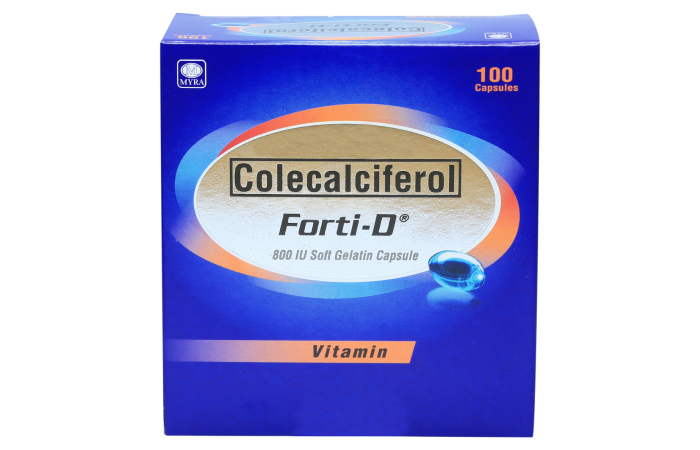 MYRA
100
Capsules
Colecalciferol
Forti-D®
800 IU Soft Gelatin Capsule
Vitamin